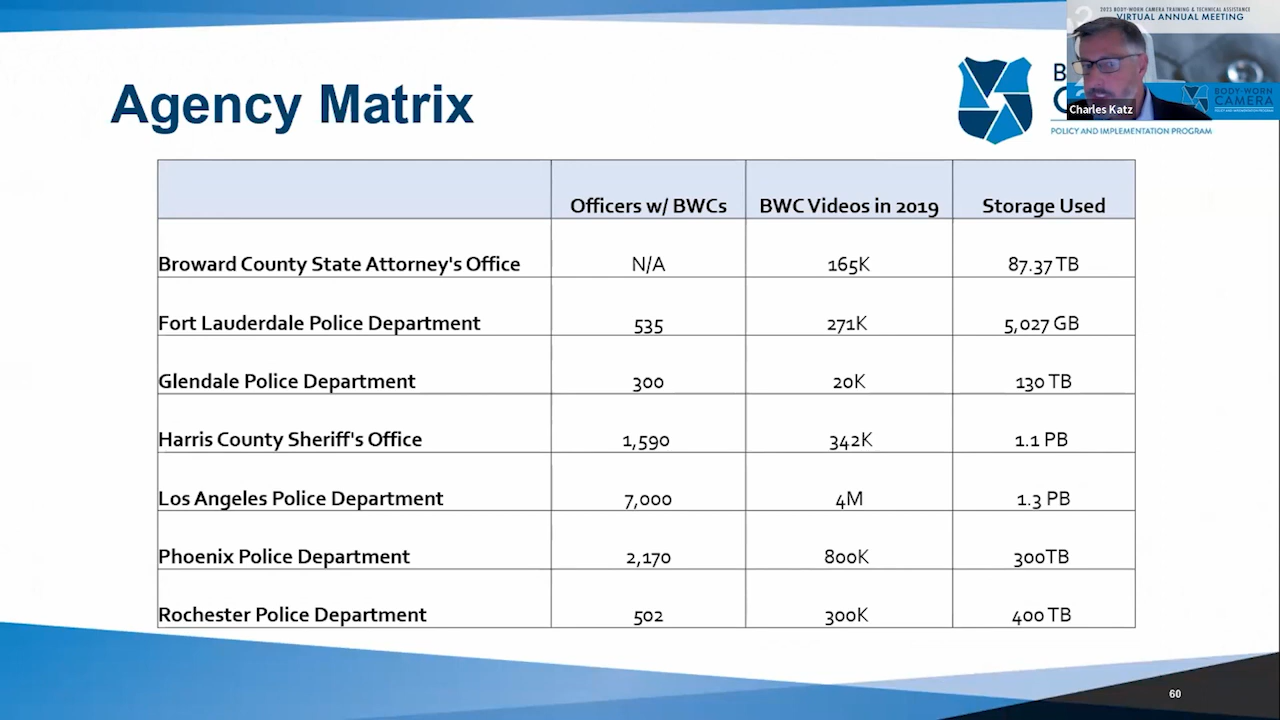 2023 BODY-WORN CAMERA TRAINING & TECHNICAL ASSISTANCE
VIRTUAL ANNUAL MEETING
Charles Katz
BODY-WORN
CAMERA
POLICY AND IMPLEMENTATION PROGRAM
Agency Matrix
Officers w/ BWCs BWC Videos in 2019 Storage Used
Broward County State Attorney's Office N/A 165K 87.37 TB
Fort Lauderdale Police Department 535 271K 5,027 GB
Glendale Police Department 300 20K 130 TB
Harris County Sheriff's Office 1,590 342K 1.1 PB
Los Angeles Police Department 7,000 4M 1.3 PB
Phoenix Police Department 2,170 800K 300TB
Rochester Police Department 502 300K 400 TB
60